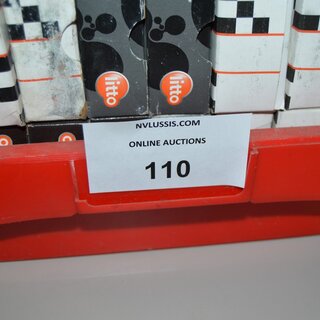 litto
litto
NVLUSSIS.COM
ONLINE AUCTIONS
110